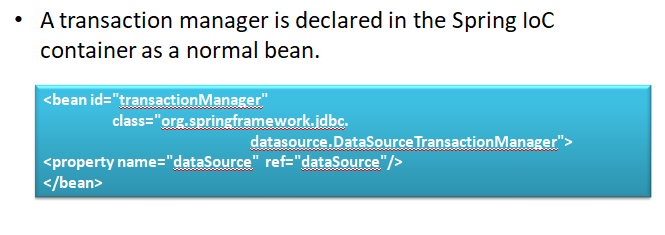 • A transaction manager is declared in the Spring IoC
container as a normal bean.
<bean id="transactionManager"
class="org.springframework.jdbc.
datasource.DataSourceTransactionManager">
<property name="dataSource" ref="dataSource"/>
</bean>